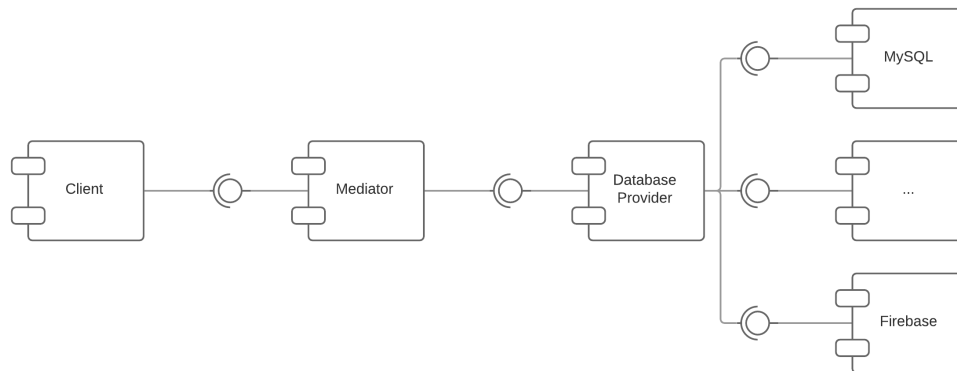 MySQL
Client
Mediator
Database
Provider
...
Firebase